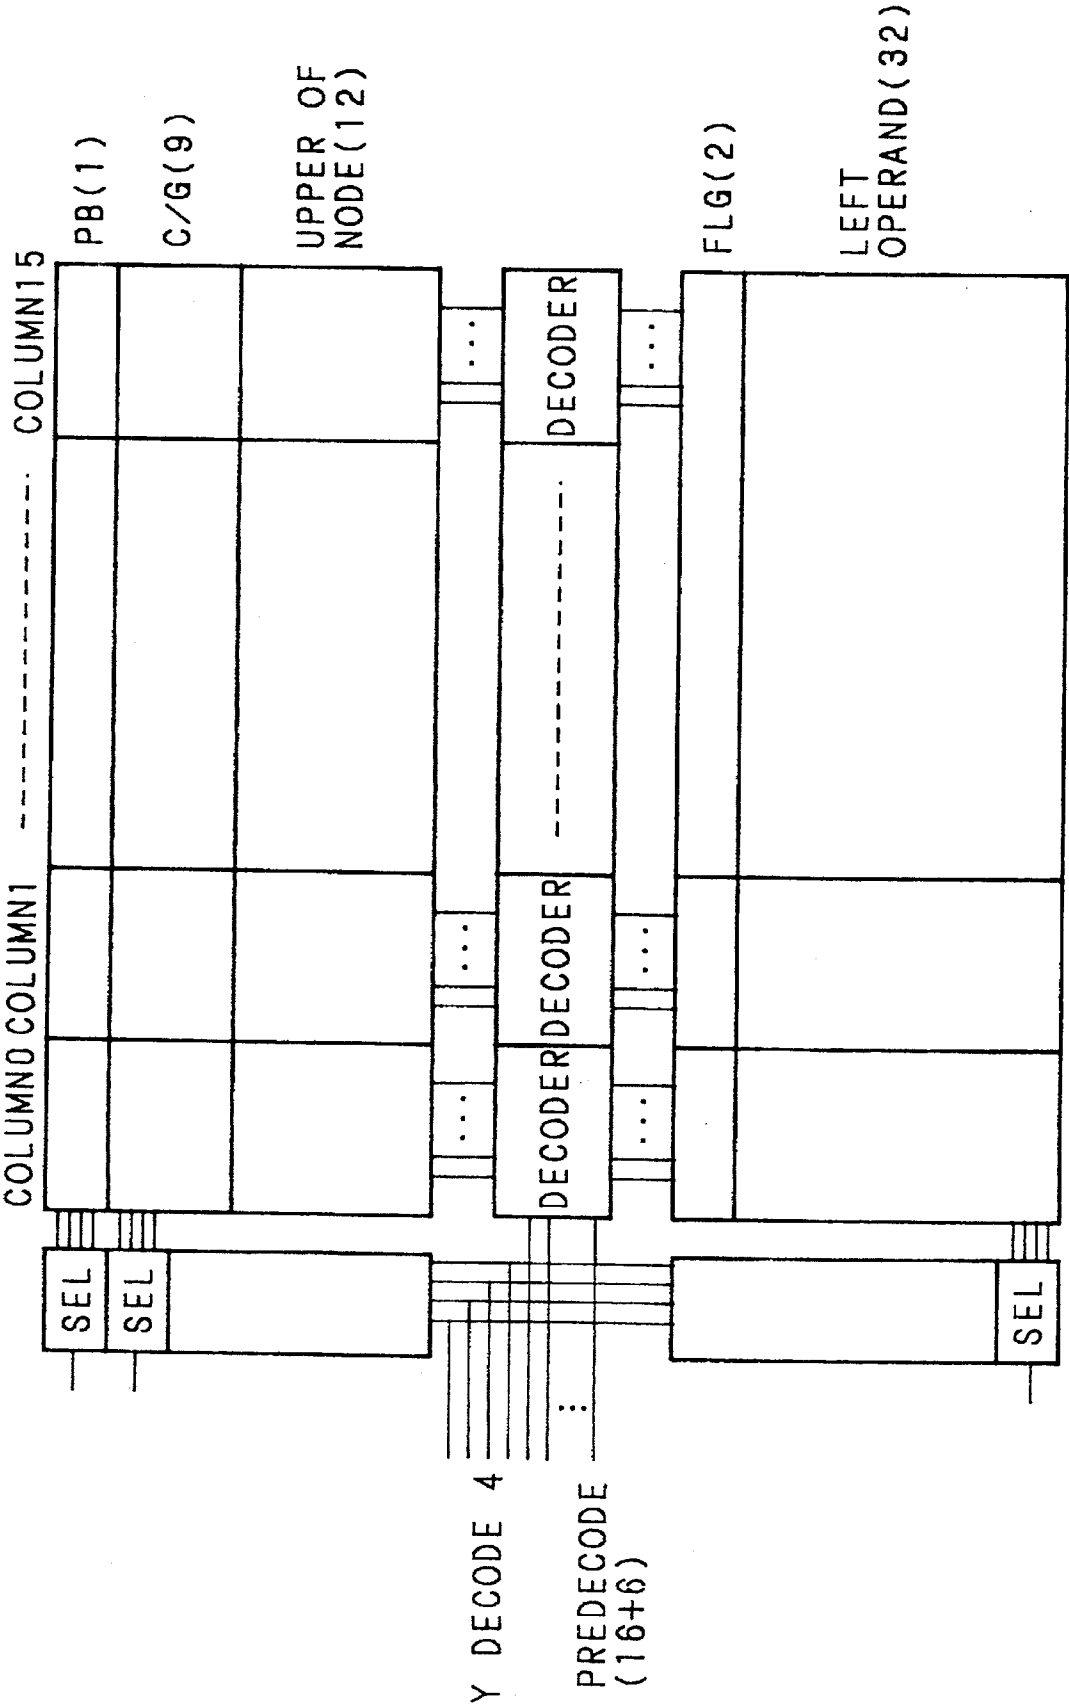 COLUMN0 COLUMN1 COLUMN15
PB(1)
C/G(9)
UPPER OF
NODE(12)
SEL
SEL
DECODER DECODER DECODER
Y DECODE 4
PREDECODE
(16+6)
FLG(2)
LEFT
OPERAND(32)
SEL